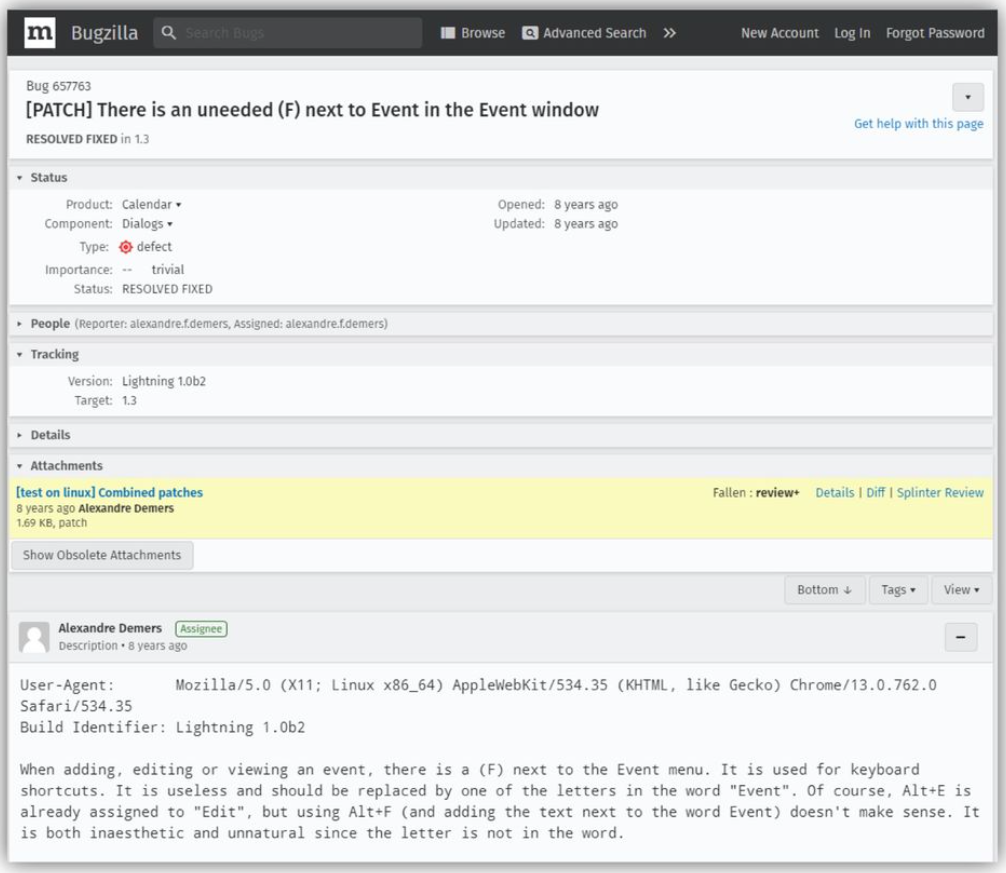 m Bugzilla Search Bugs Browse Advanced Search >> New Account Log In Forgot Password
Bug 657763
[PATCH] There is an uneeded (F) next to Event in the Event window
Get help with this page
RESOLVED FIXED in 1.3
Status
Product: Calendar Opened: 8 years ago
Component: Dialogs Updated: 8 years ago
Type: defect
Importance: -- trivial
Status: RESOLVED FIXED
People (Reporter: alexandre.f.demers, Assigned: alexandre.f.demers)
Tracking
Version: Lightning 1.0b2
Target: 1.3
Details
Attachments
[test on linux] Combined patches Fallen : review+ Details | Diff | Splinter Review
8 years ago Alexandre Demers
1.69 KB, patch
Show Obsolete Attachments
Bottom ↓ Tags ▾ View ▾
Alexandre Demers Assignee
Description • 8 years ago
User-Agent: Mozilla/5.0 (X11; Linux x86_64) AppleWebKit/534.35 (KHTML, like Gecko) Chrome/13.0.762.0
Safari/534.35
Build Identifier: Lightning 1.0b2
When adding, editing or viewing an event, there is a (F) next to the Event menu. It is used for keyboard
shortcuts. It is useless and should be replaced by one of the letters in the word "Event". Of course, Alt+E is
already assigned to "Edit", but using Alt+F (and adding the text next to the word Event) doesn't make sense. It
is both inaesthetic and unnatural since the letter is not in the word.